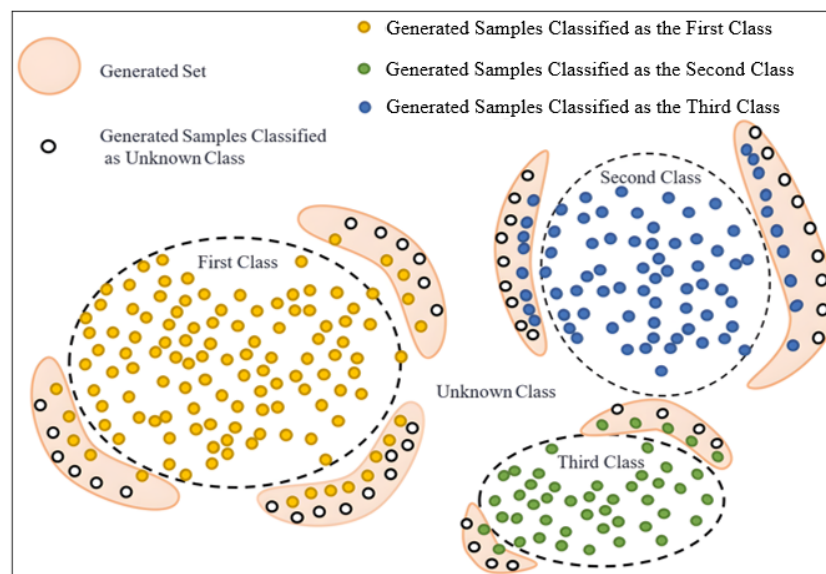 Generated Samples Classified as the First Class
Generated Set
Generated Samples Classified as the Second Class
Generated Samples Classified as the Third Class
Generated Samples Classified
as Unknown Class
Second Class
First Class
Unknown Class
Third Class